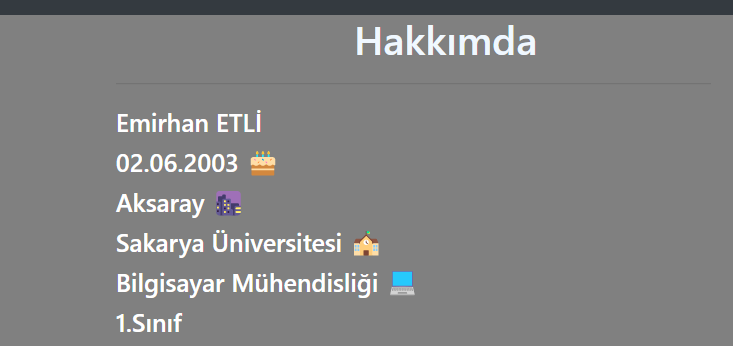 Hakkımda
Emirhan ETLİ
02.06.2003 🎂
Aksaray 🌆
Sakarya Üniversitesi 🏫
Bilgisayar Mühendisliği 💻
1.Sınıf